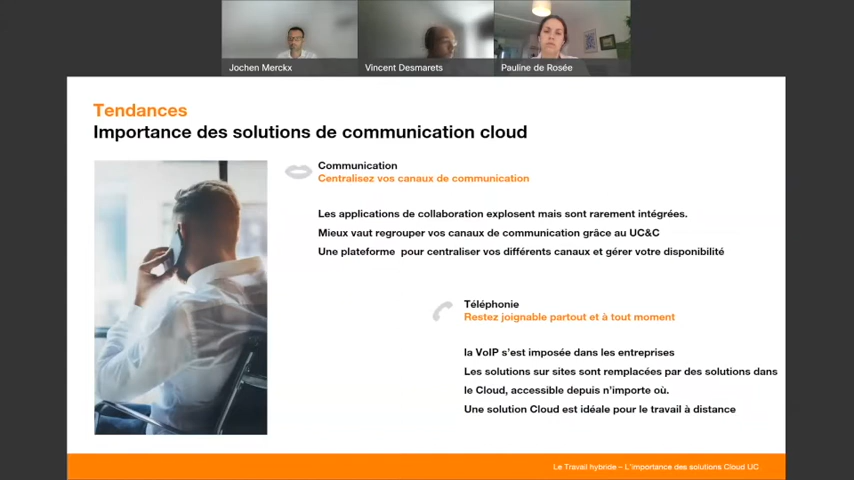 Jochen Merckx
Vincent Desmarets
Pauline de Rosée
Tendances
Importance des solutions de communication cloud
Communication
Centralisez vos canaux de communication
Les applications de collaboration explosent mais sont rarement intégrées.
Mieux vaut regrouper vos canaux de communication grâce au UC&C
Une plateforme  pour centraliser vos différents canaux et gérer votre disponibilité
Téléphonie
Restez joignable partout et à tout moment
la VoIP s’est imposée dans les entreprises
Les solutions sur sites sont remplacées par des solutions dans
le Cloud, accessible depuis n’importe où.
Une solution Cloud est idéale pour le travail à distance
Le Travail hybride – L’importance des solutions Cloud UC